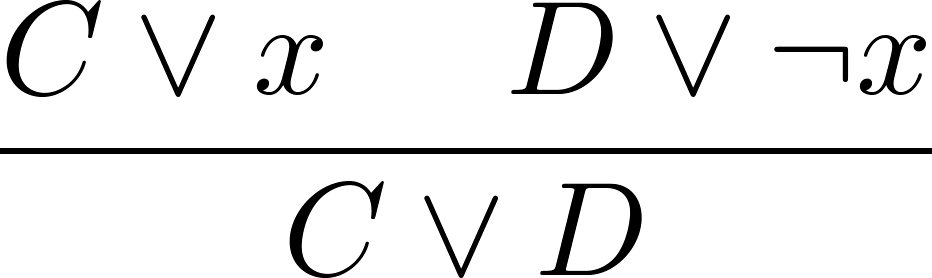 C ∨ x D ∨ ¬x
C ∨ D